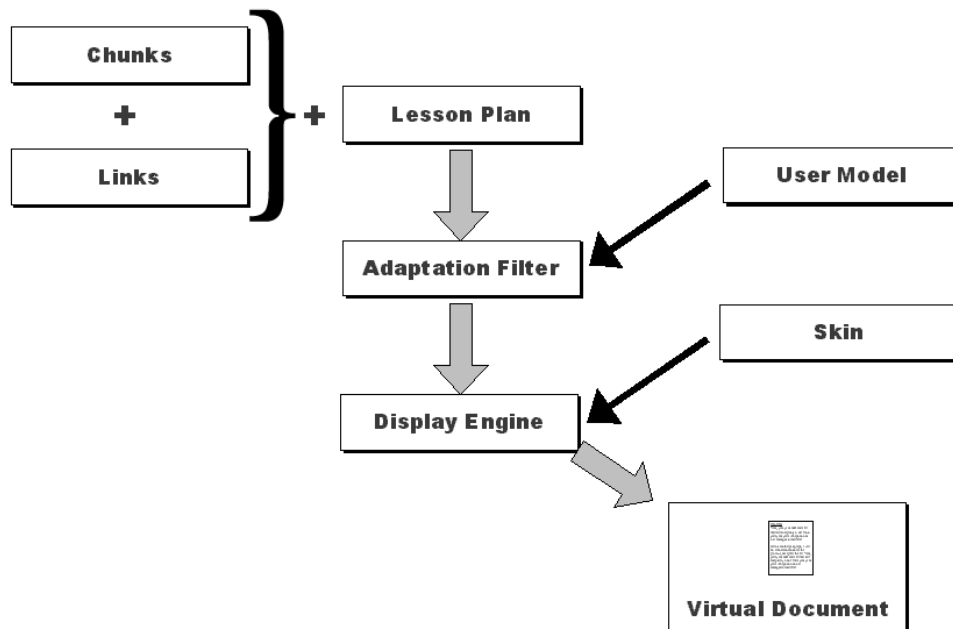 Chunks
+
Links
+
Lesson Plan
User Model
Adaptation Filter
Skin
Display Engine
Virtual Document